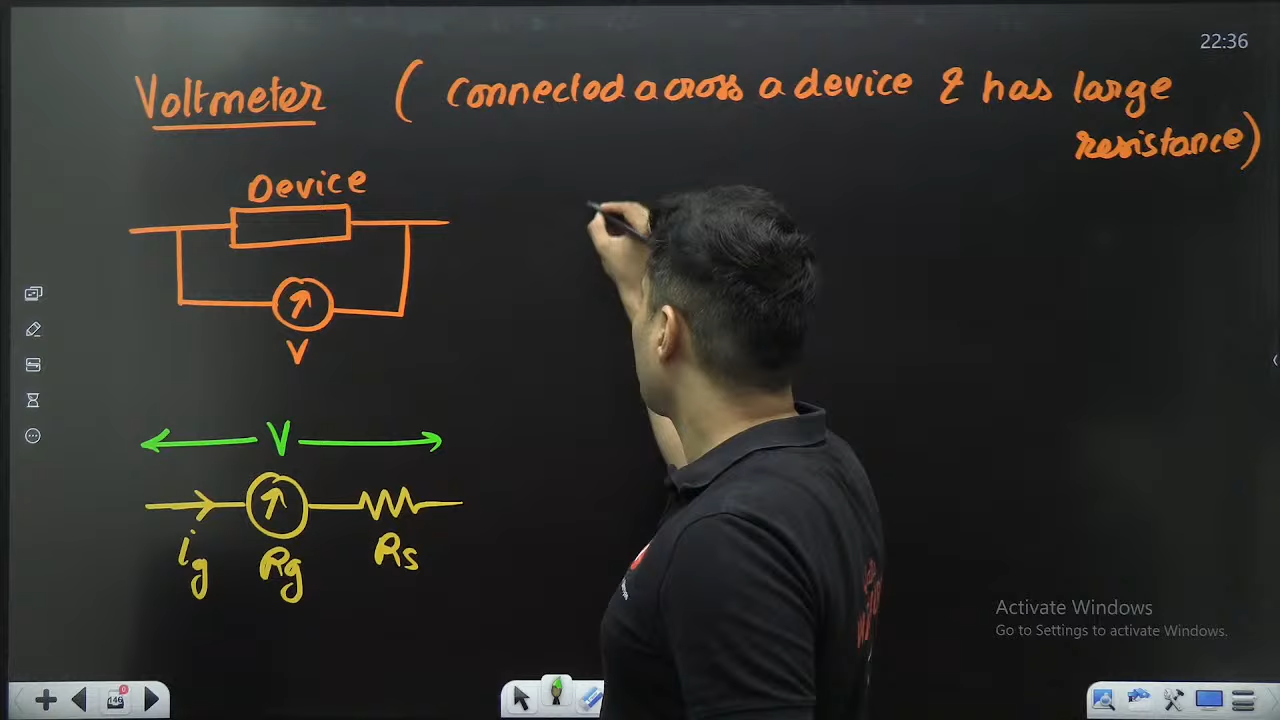 22:36
Voltmeter ( Connected across a device & has large
resistance)
Device
V
V
ig Rg Rs
Activate Windows
Go to Settings to activate Windows.
146